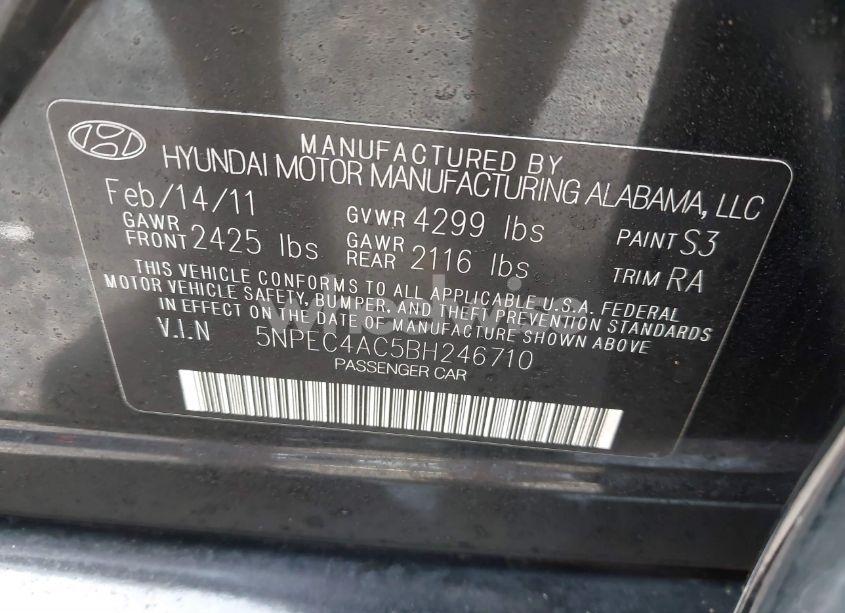 MANUFACTURED BY
HYUNDAI MOTOR MANUFACTURING ALABAMA, LLC
Feb/14/11 GVWR 4299 lbs PAINT S3
GAWR FRONT 2425 lbs GAWR REAR 2116 lbs TRIM RA
THIS VEHICLE CONFORMS TO ALL APPLICABLE U.S.A. FEDERAL
MOTOR VEHICLE SAFETY, BUMPER, AND THEFT PREVENTION STANDARDS
IN EFFECT ON THE DATE OF MANUFACTURE SHOWN ABOVE.
V.I.N 5NPEC4AC5BH246710
PASSENGER CAR